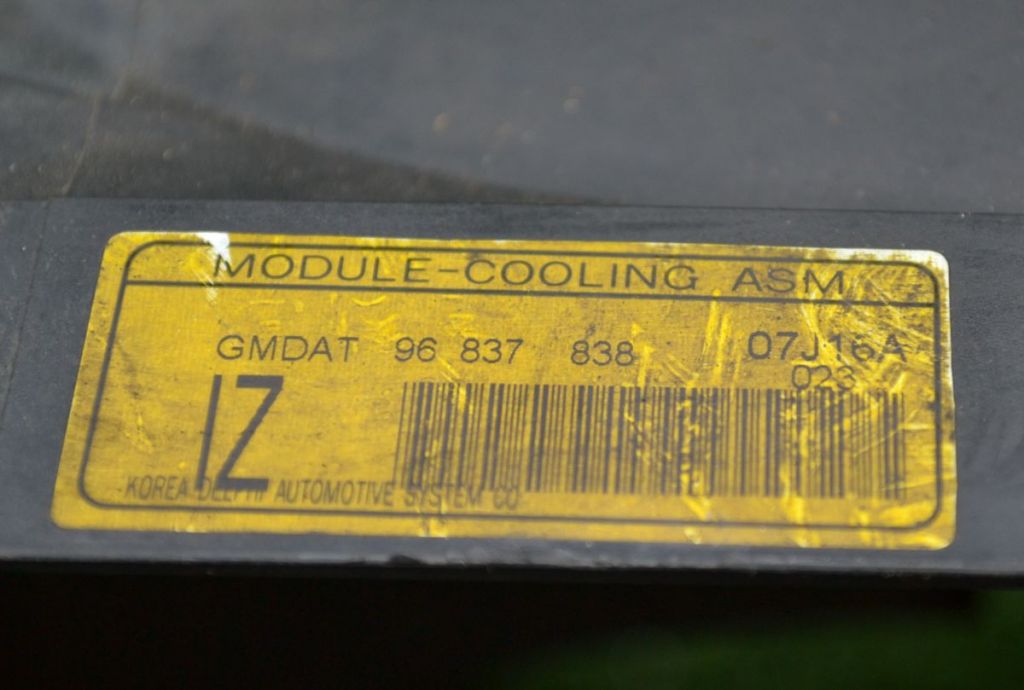 MODULE-COOLING ASM
GMDAT 96 837 838 07J16A
023
IZ
KOREA DELPHI AUTOMOTIVE SYSTEM CO